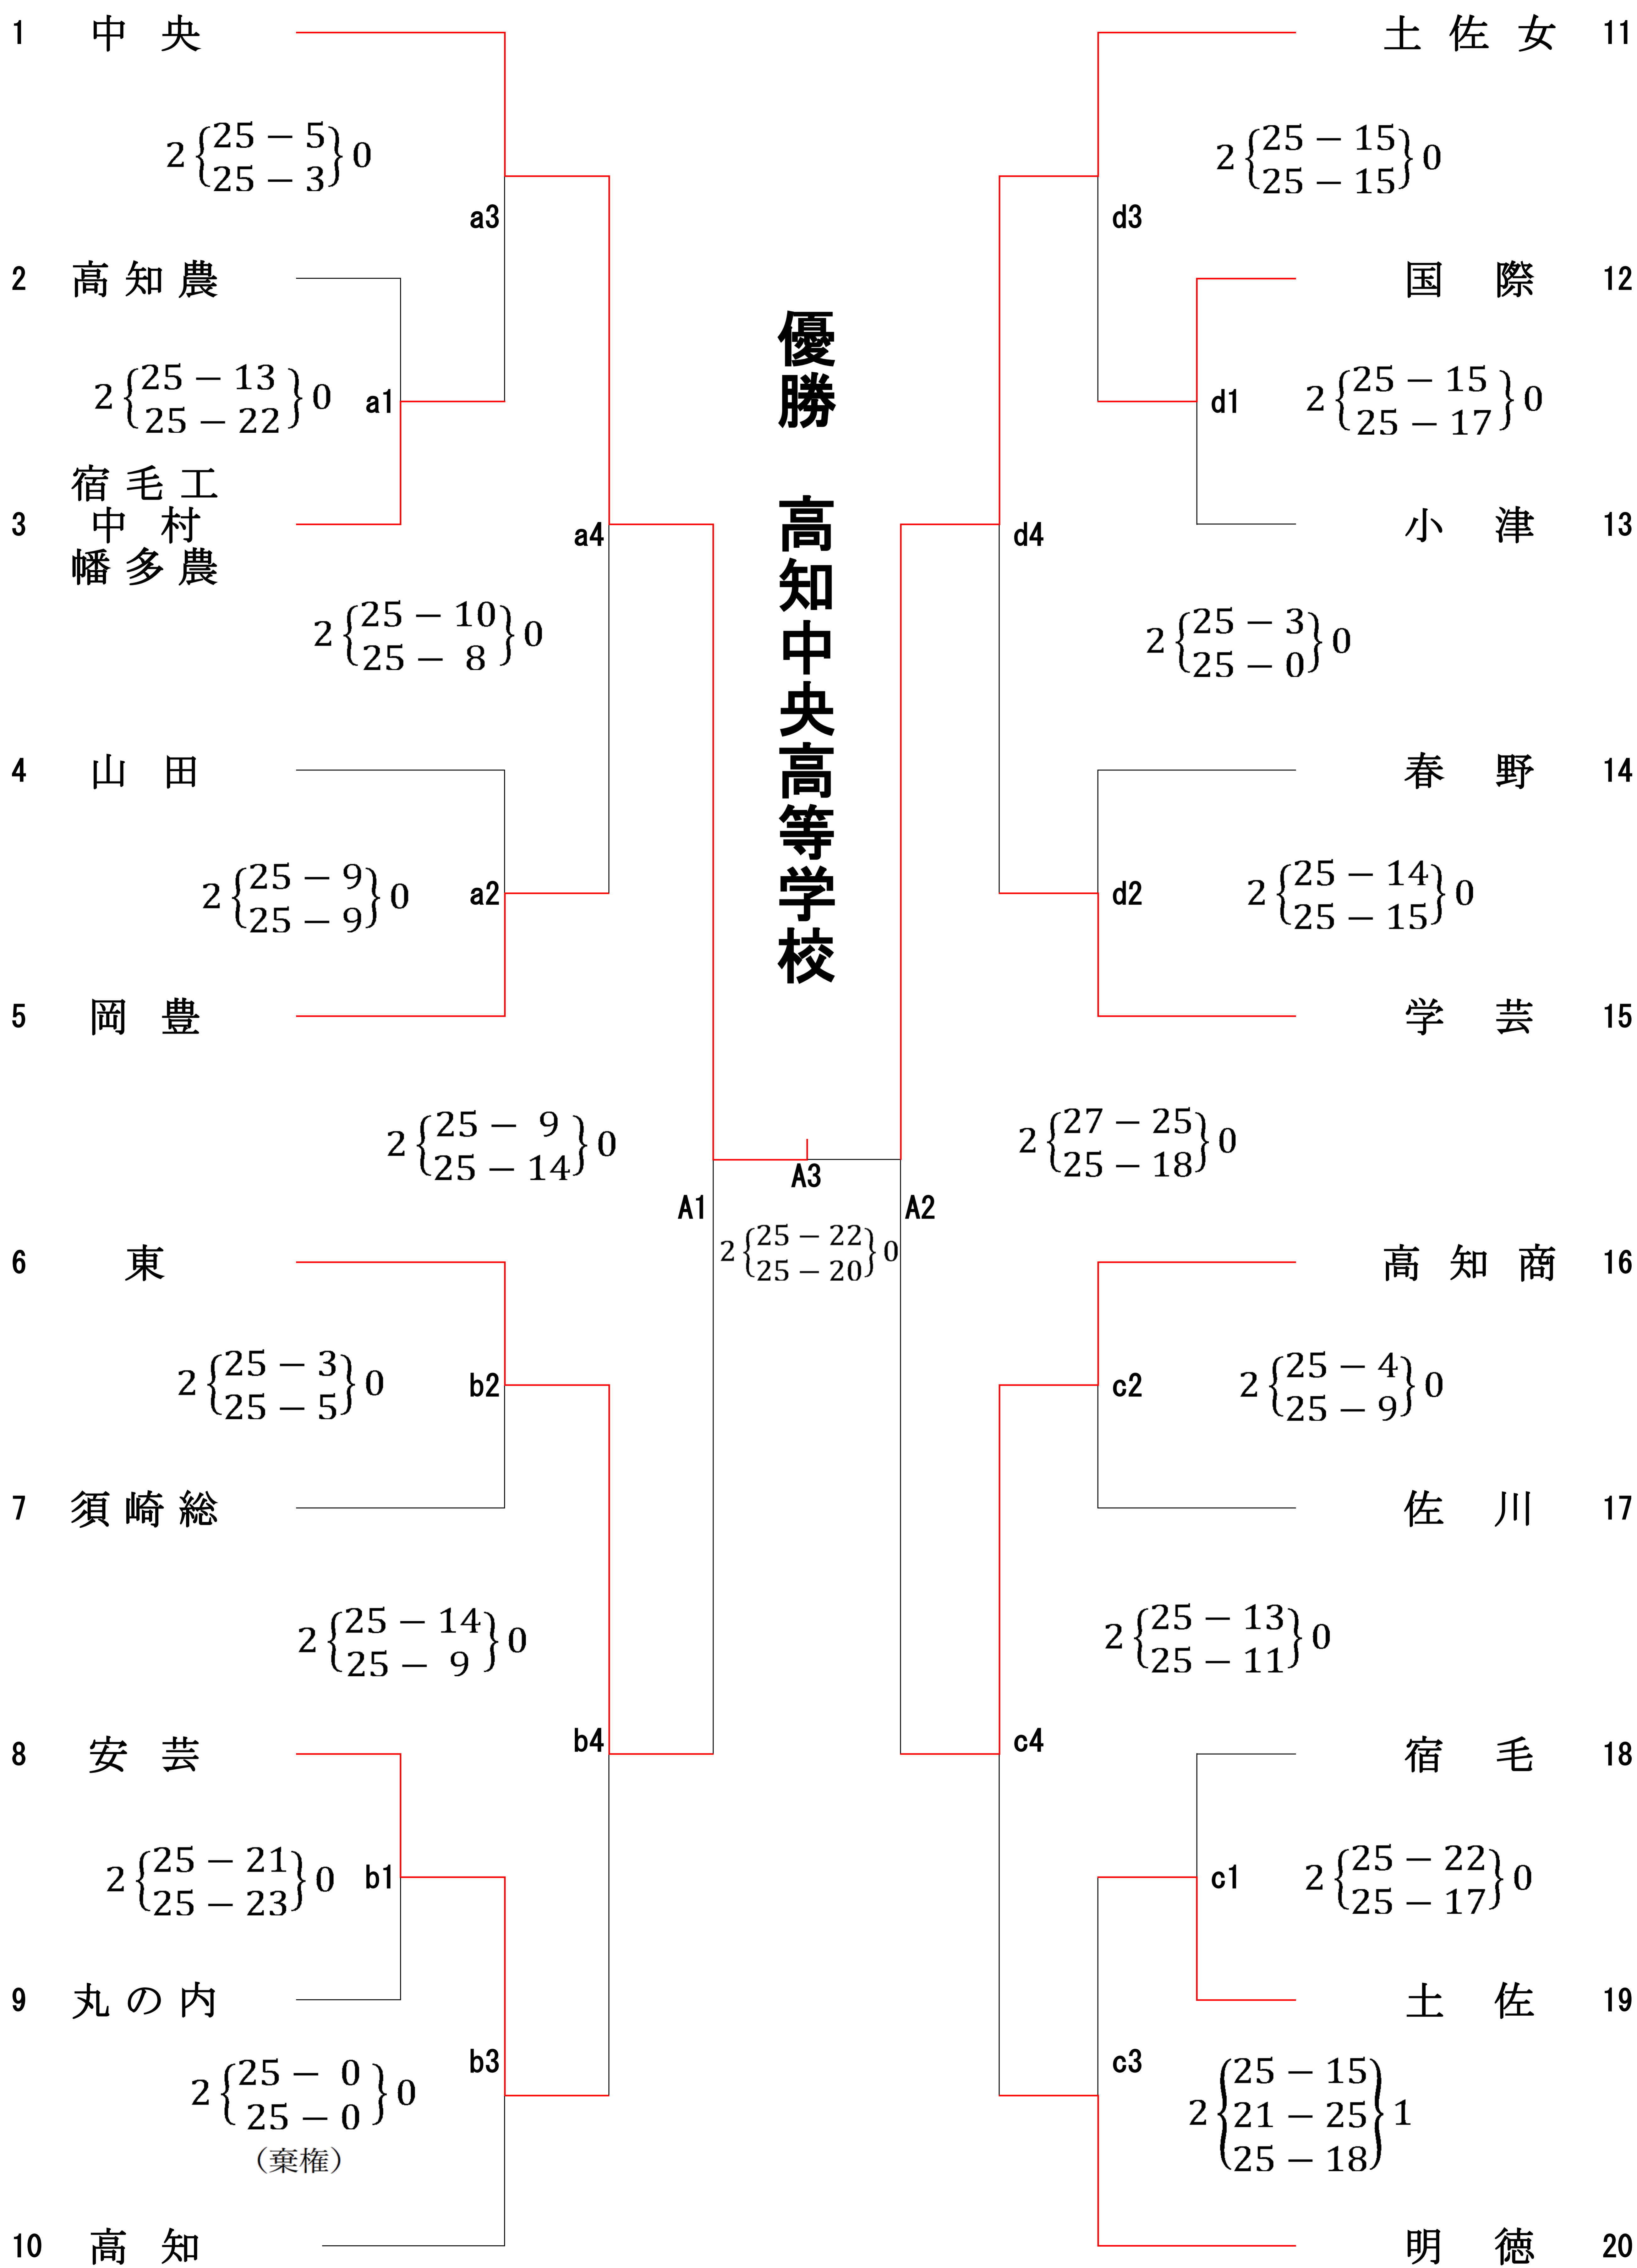 1 中央
2{25-5 25-3}0
a3
2 高知農
2{25-13 25-22}0
a1
宿毛工
3 中村
幡多農
a4
2{25-10 25-8}0
4 山田
2{25-9 25-9}0
a2
5 岡豊
2{25-9 25-14}0
A1
6 東
2{25-3 25-5}0
b2
7 須崎総
2{25-14 25-9}0
b4
8 安芸
2{25-21 25-23}0
b1
9 丸の内
b3
2{25-0 25-0}0
(棄権)
10 高知
優勝 高知中央高等学校
A3
2{25-22 25-20}0
土佐女 11
2{25-15 25-15}0
d3
国際 12
d1
2{25-15 25-17}0
小津 13
d4
2{25-3 25-0}0
春野 14
d2
2{25-14 25-15}0
学芸 15
2{27-25 25-18}0
A2
高知商 16
c2
2{25-4 25-9}0
佐川 17
2{25-13 25-11}0
c4
宿毛 18
c1
2{25-22 25-17}0
土佐 19
c3
2{25-15 21-25 25-18}1
明徳 20